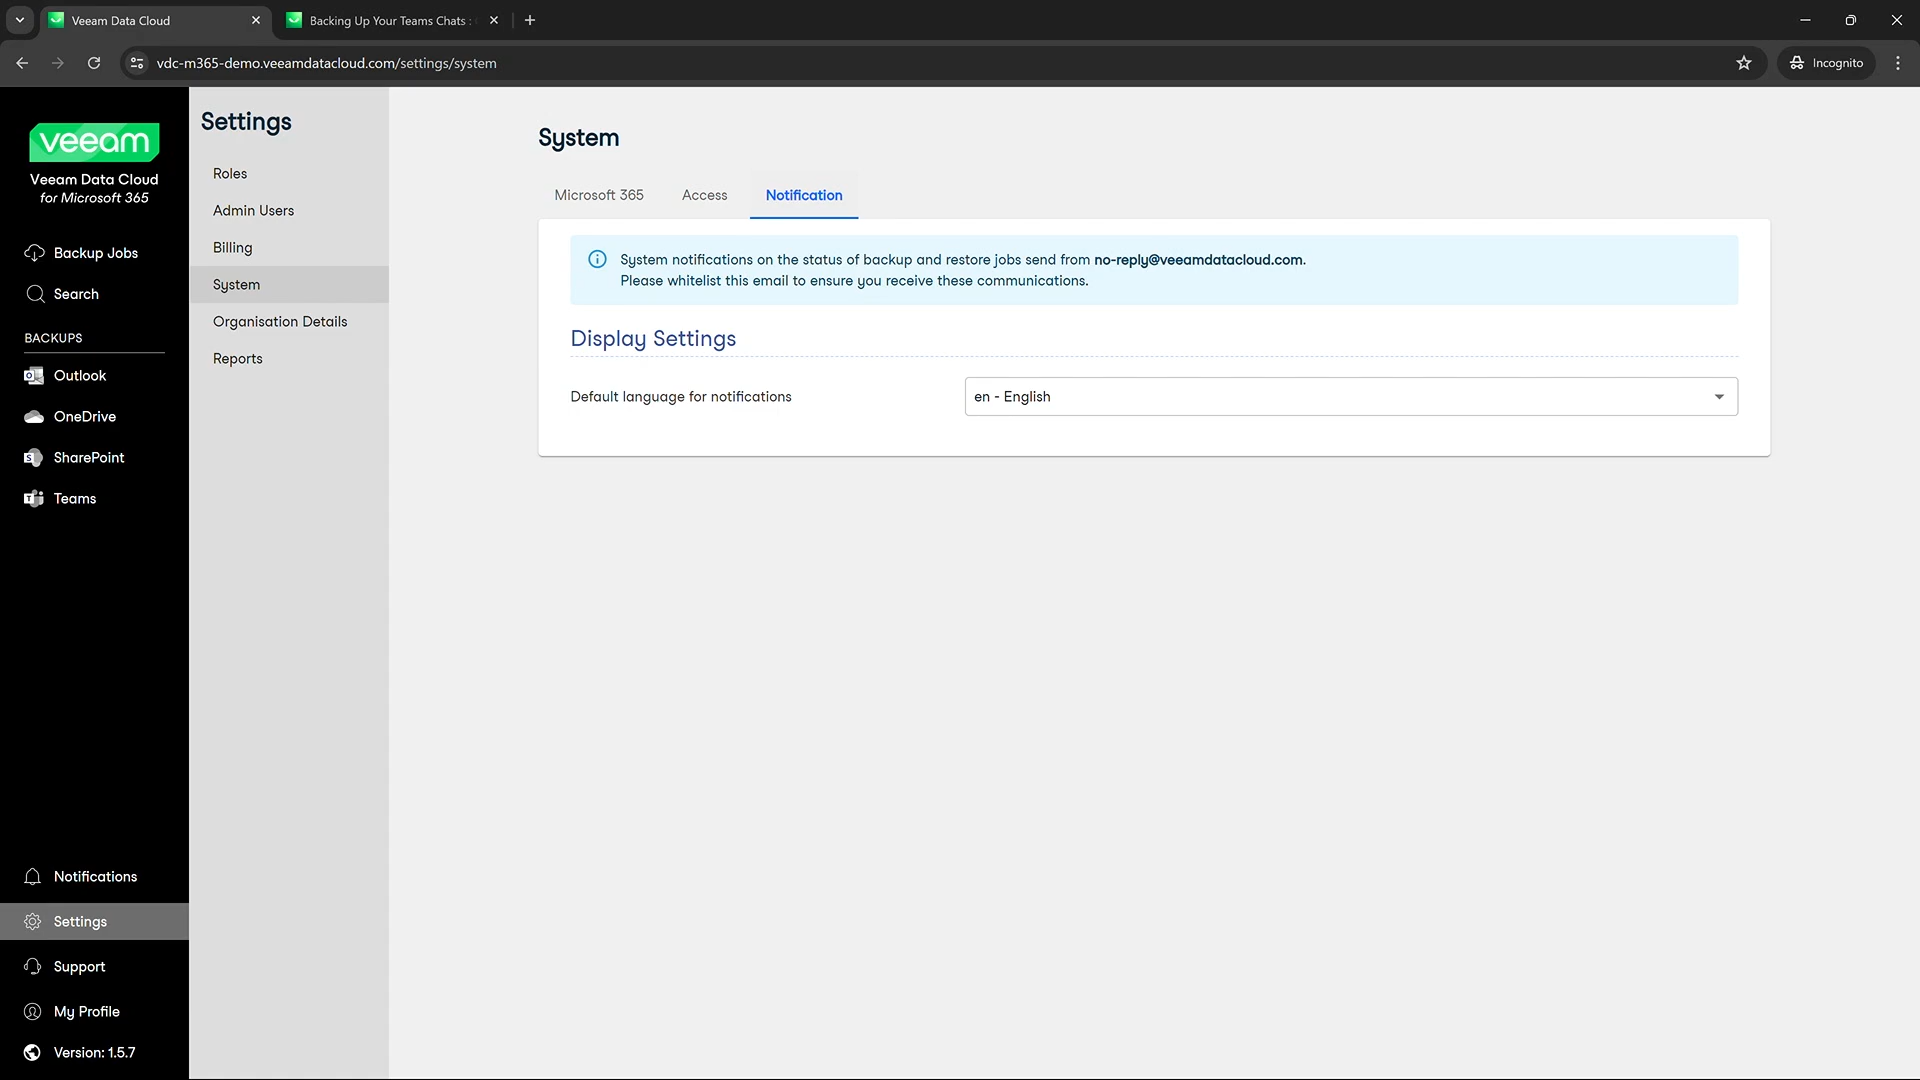 Veeam Data Cloud
Backing Up Your Teams Chats :
vdc-m365-demo.veeamdatacloud.com/settings/system
Incognito
veeam
Veeam Data Cloud
for Microsoft 365
Backup Jobs
Search
BACKUPS
Outlook
OneDrive
SharePoint
Teams
Notifications
Settings
Support
My Profile
Version: 1.5.7
Settings
Roles
Admin Users
Billing
System
Organisation Details
Reports
System
Microsoft 365
Access
Notification
System notifications on the status of backup and restore jobs send from no-reply@veeamdatacloud.com.
Please whitelist this email to ensure you receive these communications.
Display Settings
Default language for notifications
en - English